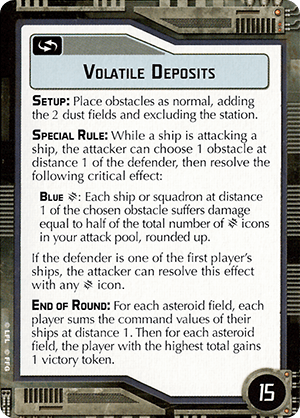 VOLATILE DEPOSITS
SETUP: Place obstacles as normal, adding
the 2 dust fields and excluding the station.
SPECIAL RULE: While a ship is attacking a
ship, the attacker can choose 1 obstacle at
distance 1 of the defender, then resolve the
following critical effect:
BLUE : Each ship or squadron at distance
1 of the chosen obstacle suffers damage
equal to half of the total number of icons
in your attack pool, rounded up.
If the defender is one of the first player's
ships, the attacker can resolve this effect
with any icon.
END OF ROUND: For each asteroid field, each
player sums the command values of their
ships at distance 1. Then for each asteroid
field, the player with the highest total gains
1 victory token.
© LFL © FFG
15